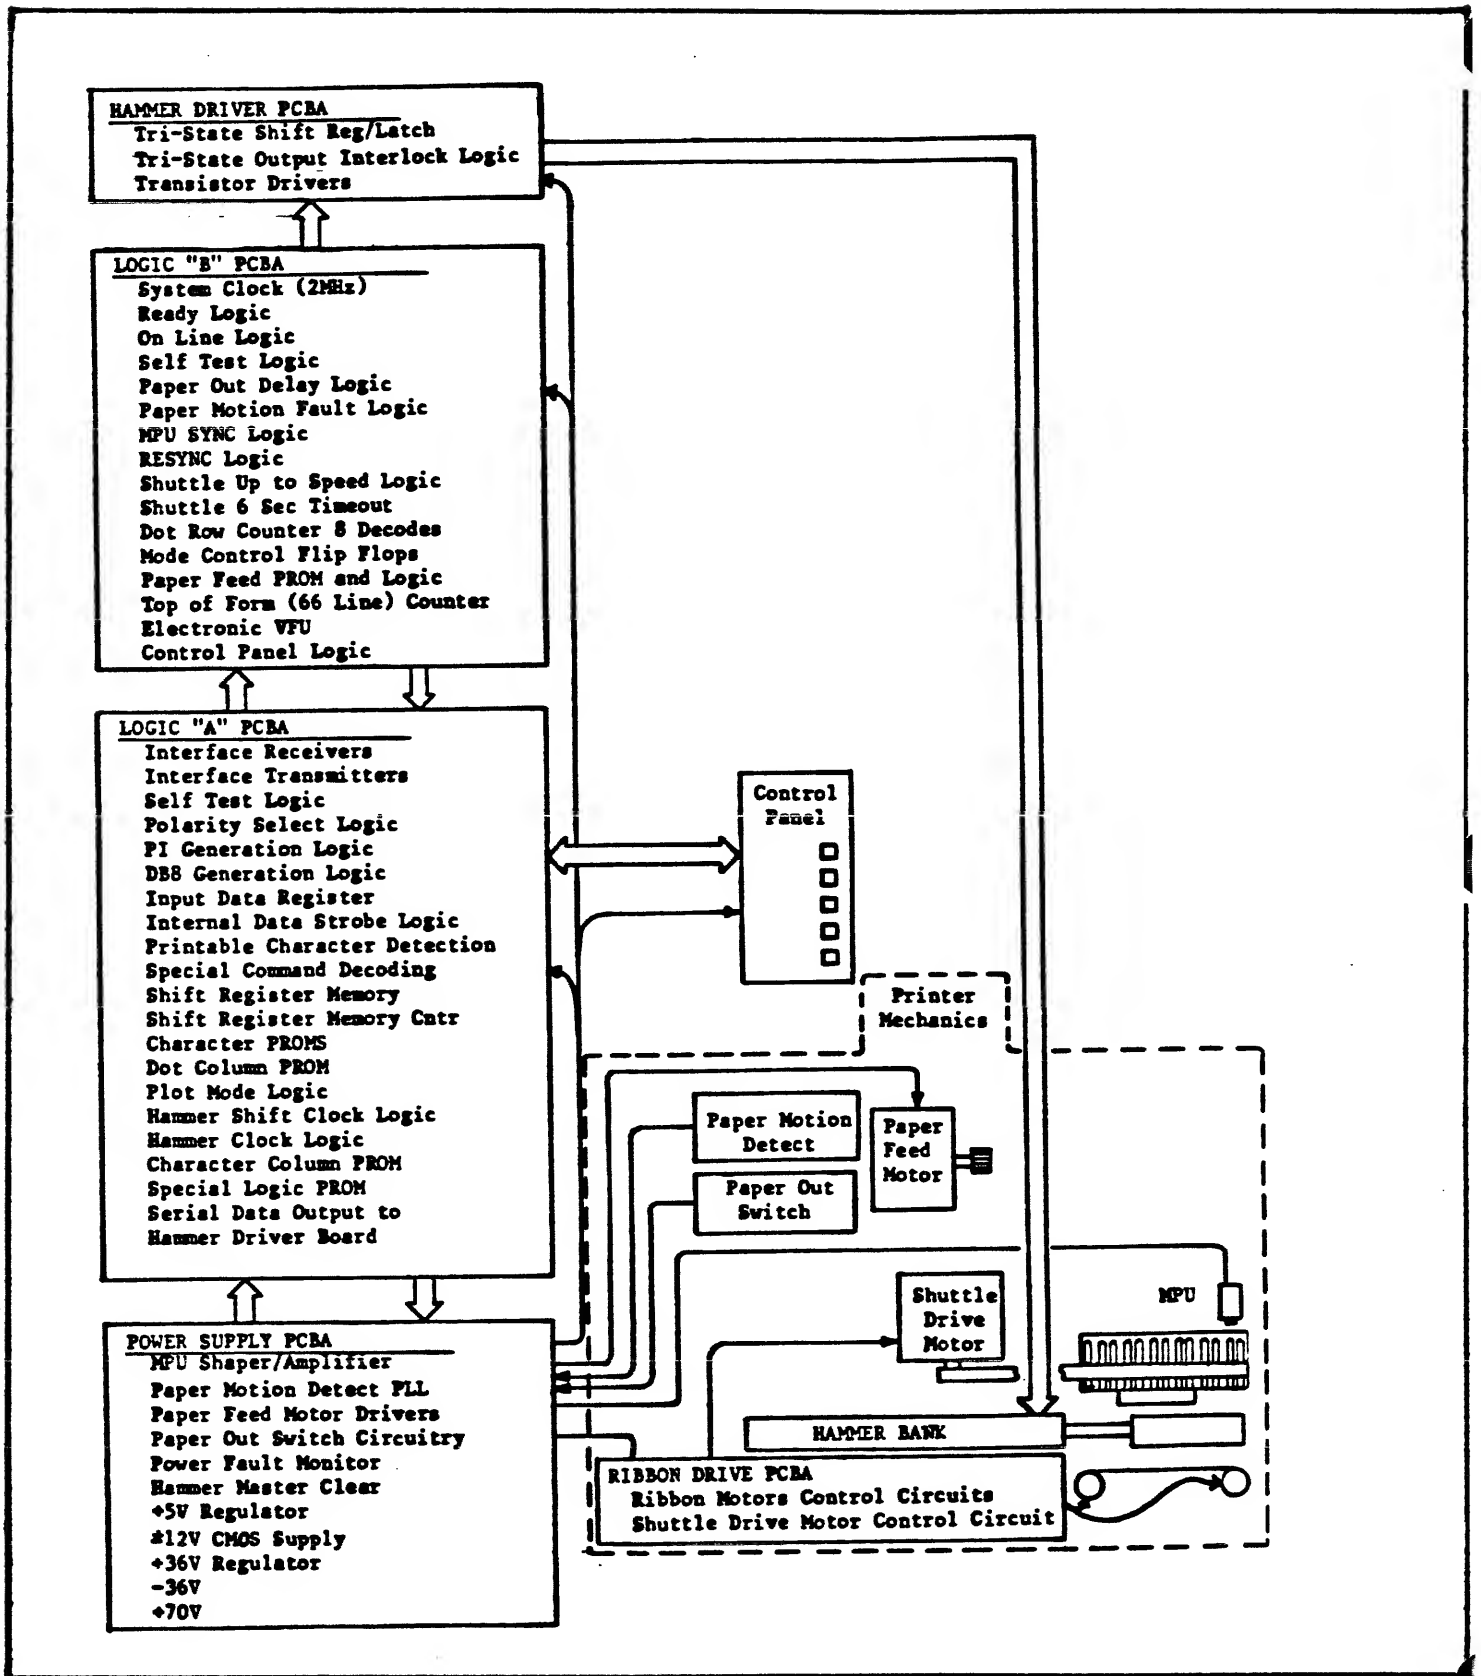 HAMMER DRIVER PCBA
Tri-State Shift Reg/Latch
Tri-State Output Interlock Logic
Transistor Drivers
LOGIC "B" PCBA
System Clock (2MHz)
Ready Logic
On Line Logic
Self Test Logic
Paper Out Delay Logic
Paper Motion Fault Logic
MPU SYNC Logic
RESYNC Logic
Shuttle Up to Speed Logic
Shuttle 6 Sec Timeout
Dot Row Counter 8 Decodes
Mode Control Flip Flops
Paper Feed PROM and Logic
Top of Form (66 Line) Counter
Electronic VFU
Control Panel Logic
LOGIC "A" PCBA
Interface Receivers
Interface Transmitters
Self Test Logic
Polarity Select Logic
PI Generation Logic
DB8 Generation Logic
Input Data Register
Internal Data Strobe Logic
Printable Character Detection
Special Command Decoding
Shift Register Memory
Shift Register Memory Cntr
Character PROMS
Dot Column PROM
Plot Mode Logic
Hammer Shift Clock Logic
Hammer Clock Logic
Character Column PROM
Special Logic PROM
Serial Data Output to
Hammer Driver Board
POWER SUPPLY PCBA
MPU Shaper/Amplifier
Paper Motion Detect PLL
Paper Feed Motor Drivers
Paper Out Switch Circuitry
Power Fault Monitor
Hammer Master Clear
+5V Regulator
±12V CMOS Supply
+36V Regulator
-36V
+70V
Control
Panel
Printer
Mechanics
Paper Motion
Detect
Paper
Feed
Motor
Paper Out
Switch
Shuttle
Drive
Motor
MPU
HAMMER BANK
RIBBON DRIVE PCBA
Ribbon Motors Control Circuits
Shuttle Drive Motor Control Circuit